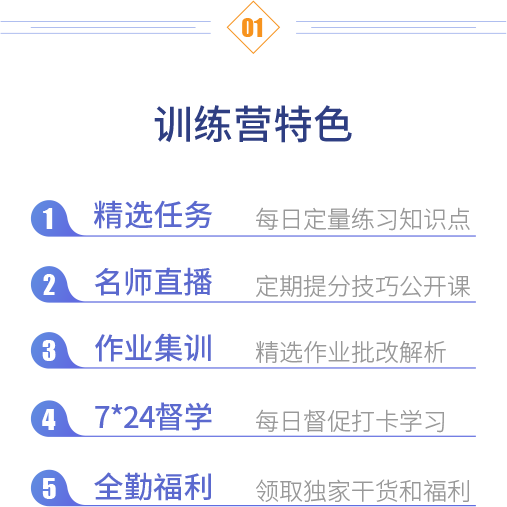 01
训练营特色
1 精选任务 每日定量练习知识点
2 名师直播 定期提分技巧公开课
3 作业集训 精选作业批改解析
4 7*24督学 每日督促打卡学习
5 全勤福利 领取独家干货和福利